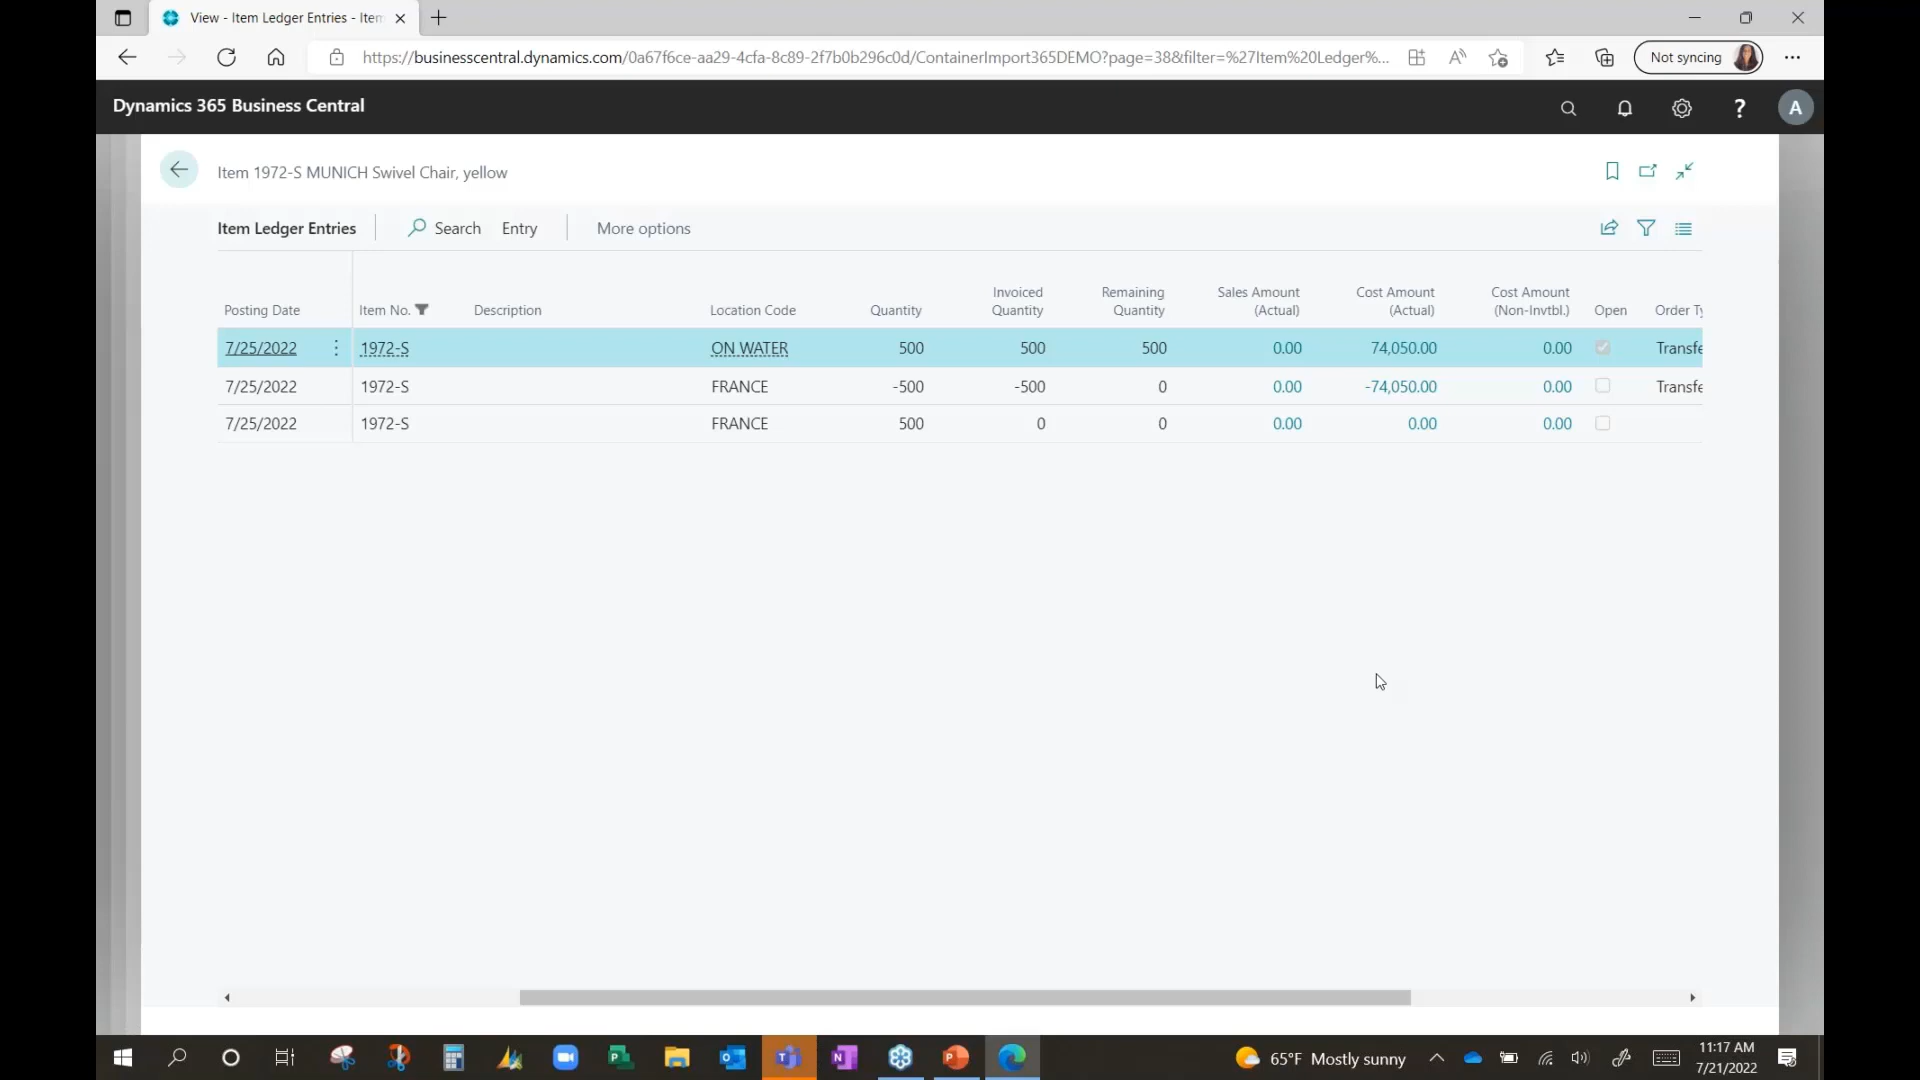 View - Item Ledger Entries - Item
https://businesscentral.dynamics.com/0a67f6ce-aa29-4cfa-8c89-2f7b0b296c0d/ContainerImport365DEMO?page=38&filter=%27Item%20Ledger%...
Not syncing
Dynamics 365 Business Central
A
Item 1972-S MUNICH Swivel Chair, yellow
Item Ledger Entries Search Entry More options
Posting Date Item No. Description Location Code Quantity Invoiced Quantity Remaining Quantity Sales Amount (Actual) Cost Amount (Actual) Cost Amount (Non-Invtbl.) Open Order Ty
7/25/2022 1972-S ON WATER 500 500 500 0.00 74,050.00 0.00 Transfe
7/25/2022 1972-S FRANCE -500 -500 0 0.00 -74,050.00 0.00 Transfe
7/25/2022 1972-S FRANCE 500 0 0 0.00 0.00 0.00
65°F Mostly sunny
11:17 AM
7/21/2022